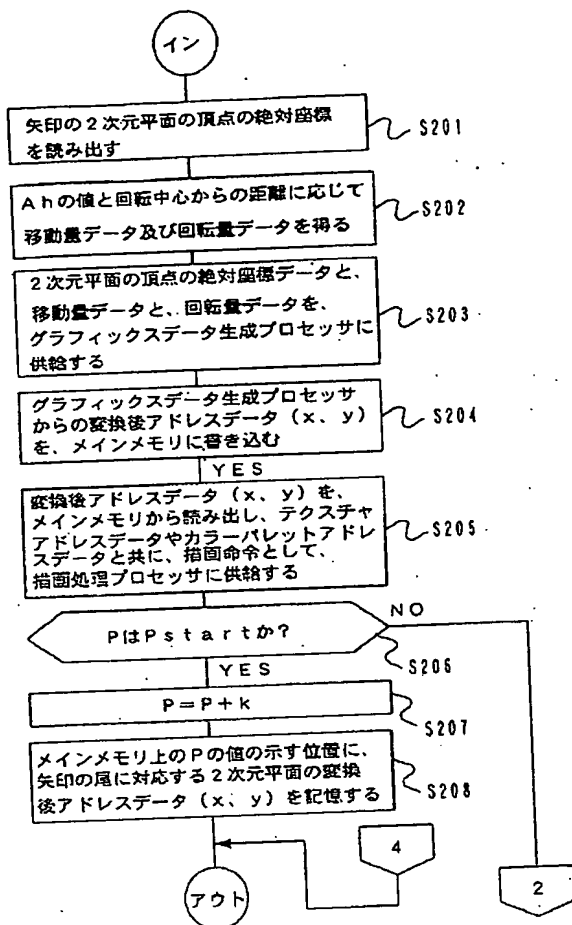 イン
矢印の２次元平面の頂点の絶対座標
を読み出す
S201
Ａｈの値と回転中心からの距離に応じて
移動量データ及び回転量データを得る
S202
２次元平面の頂点の絶対座標データと、
移動量データと、回転量データを、
グラフィックスデータ生成プロセッサに
供給する
S203
グラフィックスデータ生成プロセッサ
からの変換後アドレスデータ（ｘ、ｙ）
を、メインメモリに書き込む
S204
ＹＥＳ
変換後アドレスデータ（ｘ、ｙ）を、
メインメモリから読み出し、テクスチャ
アドレスデータやカラーパレットアドレ
スデータと共に、描画命令として、
描画処理プロセッサに供給する
S205
ＰはＰｓｔａｒｔか？
ＮＯ
S206
ＹＥＳ
Ｐ＝Ｐ＋ｋ
S207
メインメモリ上のＰの値の示す位置に、
矢印の尾に対応する２次元平面の変換
後アドレスデータ（ｘ、ｙ）を記憶する
S208
4
アウト
2